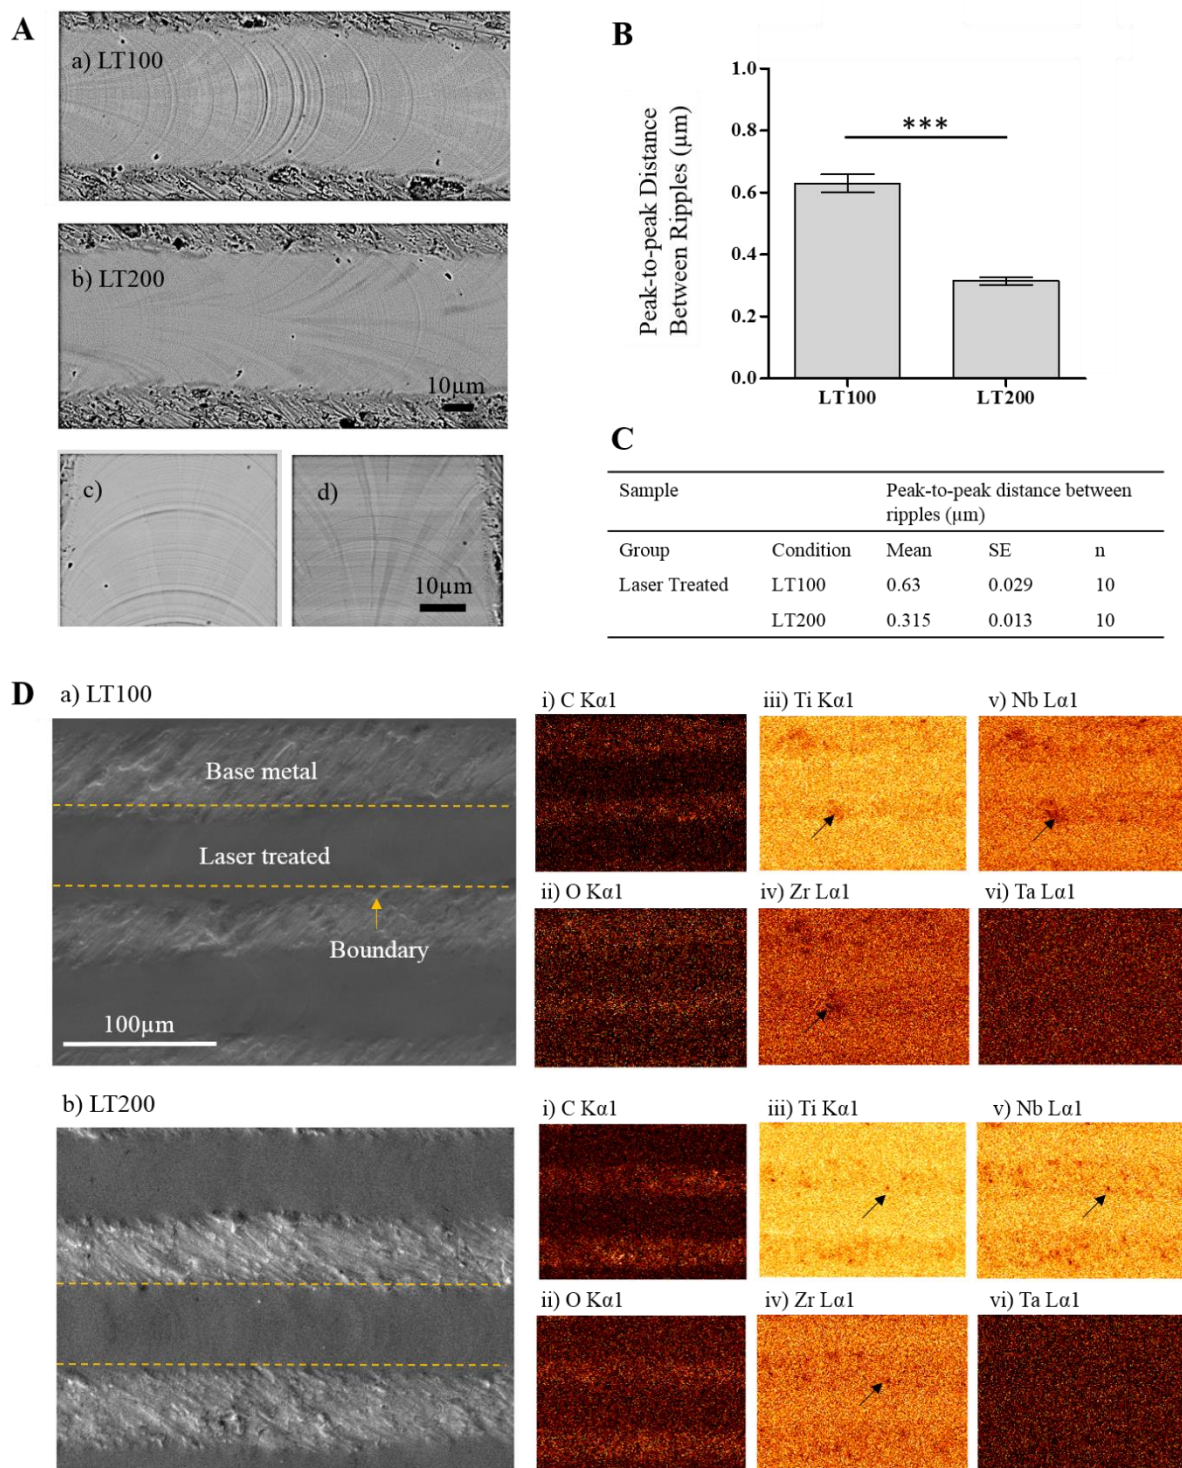 A
a) LT100
b) LT200
10µm
c)
d)
10µm
B
Peak-to-peak Distance
Between Ripples (µm)
1.0
0.8
0.6
0.4
0.2
0.0
***
LT100
LT200
C
Sample Peak-to-peak distance between
ripples (µm)
Group Condition Mean SE n
Laser Treated LT100 0.63 0.029 10
LT200 0.315 0.013 10
D
a) LT100
Base metal
Laser treated
Boundary
100µm
i) C Kα1
iii) Ti Kα1
v) Nb Lα1
ii) O Kα1
iv) Zr Lα1
vi) Ta Lα1
b) LT200
i) C Kα1
iii) Ti Kα1
v) Nb Lα1
ii) O Kα1
iv) Zr Lα1
vi) Ta Lα1